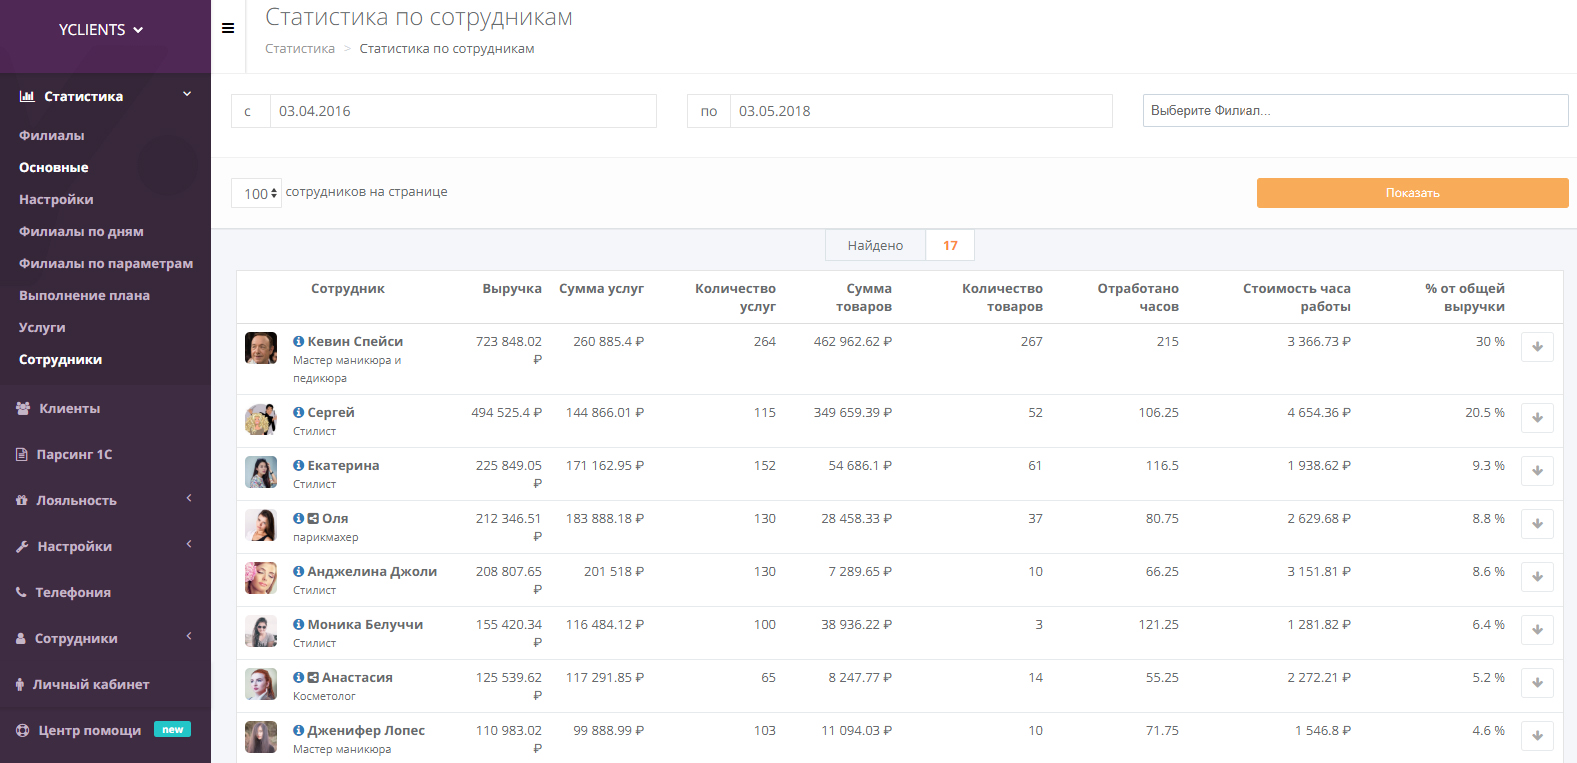 YCLIENTS
Статистика
Филиалы
Основные
Настройки
Филиалы по дням
Филиалы по параметрам
Выполнение плана
Услуги
Сотрудники
Клиенты
Парсинг 1С
Лояльность
Настройки
Телефония
Сотрудники
Личный кабинет
Центр помощи new
Статистика по сотрудникам
Статистика > Статистика по сотрудникам
с 03.04.2016 по 03.05.2018 Выберите Филиал...
100 сотрудников на странице Показать
Найдено 17
Сотрудник Выручка Сумма услуг Количество Сумма Количество Отработано Стоимость часа % от общей
услуг товаров товаров часов работы выручки
Кевин Спейси 723 848.02 260 885.4 ₽ 264 462 962.62 ₽ 267 215 3 366.73 ₽ 30 %
Мастер маникюра и ₽
педикюра
Сергей 494 525.4 ₽ 144 866.01 ₽ 115 349 659.39 ₽ 52 106.25 4 654.36 ₽ 20.5 %
Стилист
Екатерина 225 849.05 171 162.95 ₽ 152 54 686.1 ₽ 61 116.5 1 938.62 ₽ 9.3 %
Стилист ₽
Оля 212 346.51 183 888.18 ₽ 130 28 458.33 ₽ 37 80.75 2 629.68 ₽ 8.8 %
парикмахер ₽
Анджелина Джоли 208 807.65 201 518 ₽ 130 7 289.65 ₽ 10 66.25 3 151.81 ₽ 8.6 %
Стилист ₽
Моника Белуччи 155 420.34 116 484.12 ₽ 100 38 936.22 ₽ 3 121.25 1 281.82 ₽ 6.4 %
Стилист ₽
Анастасия 125 539.62 117 291.85 ₽ 65 8 247.77 ₽ 14 55.25 2 272.21 ₽ 5.2 %
Косметолог ₽
Дженифер Лопес 110 983.02 99 888.99 ₽ 103 11 094.03 ₽ 10 71.75 1 546.8 ₽ 4.6 %
Мастер маникюра ₽